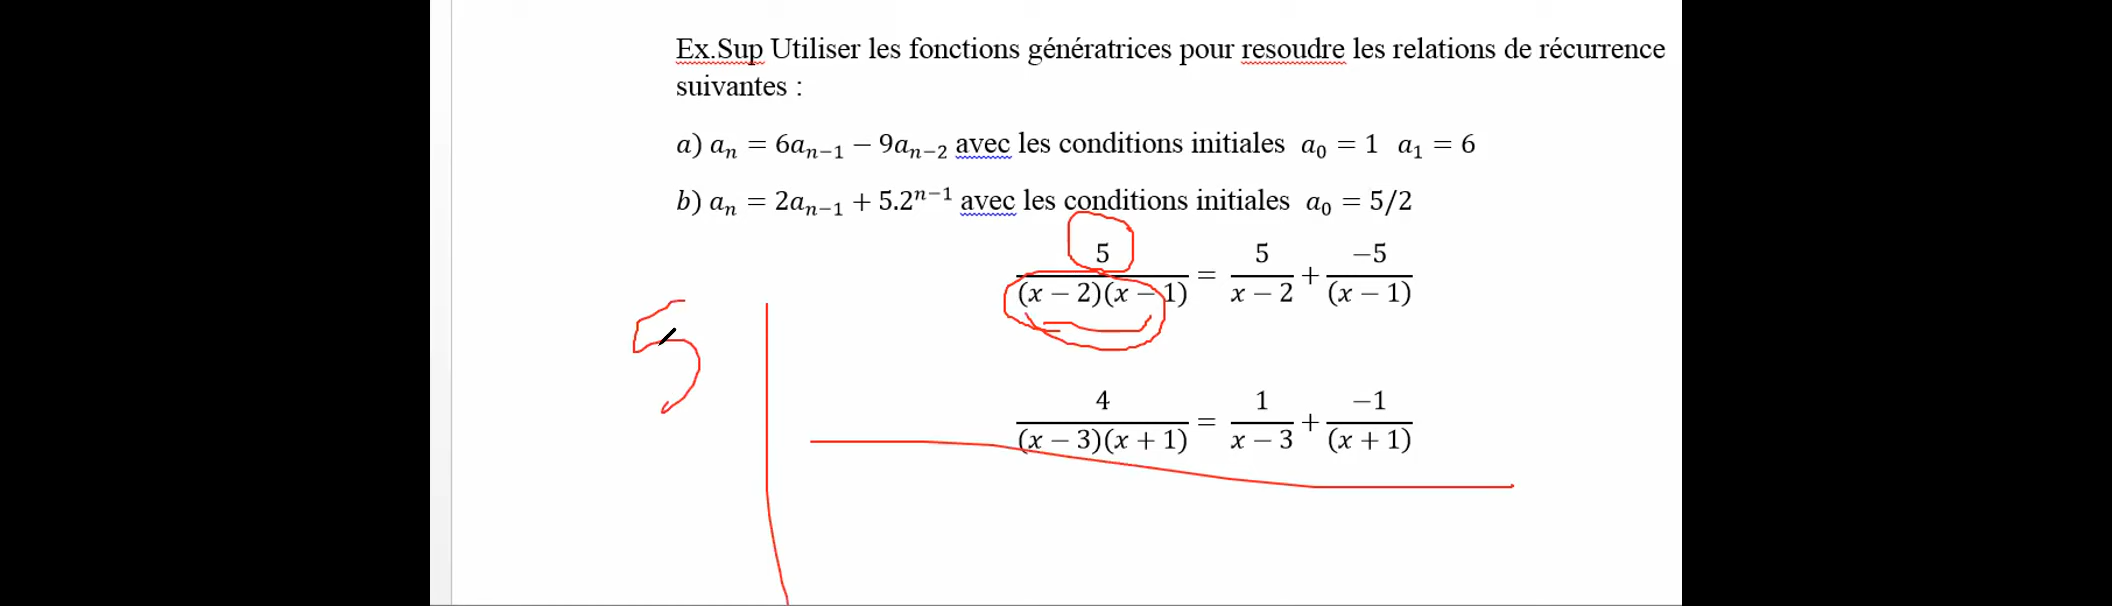 Ex.Sup Utiliser les fonctions génératrices pour resoudre les relations de récurrence
suivantes :
a) aₙ = 6aₙ₋₁ − 9aₙ₋₂ avec les conditions initiales a₀ = 1 a₁ = 6
b) aₙ = 2aₙ₋₁ + 5.2ⁿ⁻¹ avec les conditions initiales a₀ = 5/2
5/((x − 2)(x − 1)) = 5/(x − 2) + −5/(x − 1)
5
4/((x − 3)(x + 1)) = 1/(x − 3) + −1/(x + 1)